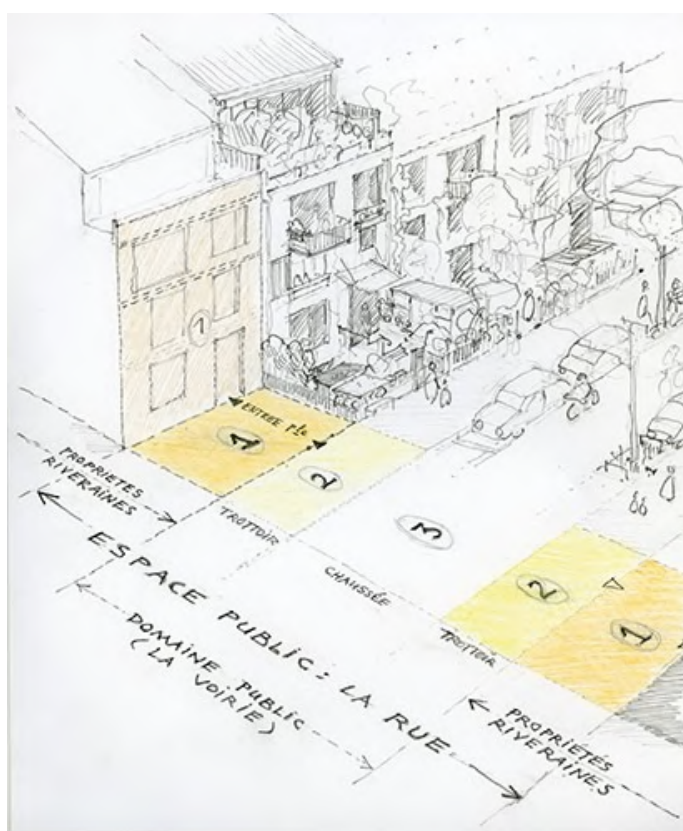 1
ENTREE Ple
1
2
PROPRIETES
RIVERAINES
TROTTOIR
3
CHAUSSÉE
2
TROTTOIR
1
ESPACE PUBLIC : LA RUE
DOMAINE PUBLIC
(LA VOIRIE)
PROPRIETÉS
RIVERAINES